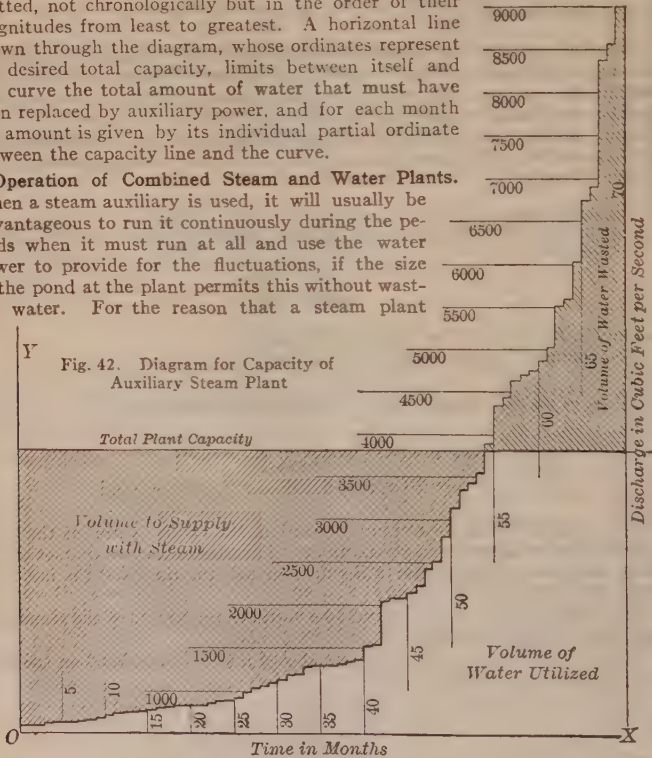 tted, not chronologically but in the order of their
gnitudes from least to greatest. A horizontal line
wn through the diagram, whose ordinates represent
desired total capacity, limits between itself and
curve the total amount of water that must have
n replaced by auxiliary power, and for each month
amount is given by its individual partial ordinate
tween the capacity line and the curve.
Operation of Combined Steam and Water Plants.
en a steam auxiliary is used, it will usually be
vantageous to run it continuously during the pe-
ds when it must run at all and use the water
wer to provide for the fluctuations, if the size
the pond at the plant permits this without wast-
water. For the reason that a steam plant
Y
Fig. 42. Diagram for Capacity of
Auxiliary Steam Plant
Total Plant Capacity
Volume to Supply
with Steam
9000
8500
8000
7500
7000
6500
6000
5500
5000
4500
4000
3500
3000
2500
2000
1500
1000
5
10
15
20
25
30
35
40
45
50
55
60
65
70
Volume of Water Wasted
Discharge in Cubic Feet per Second
Volume of
Water Utilized
O
X
Time in Months